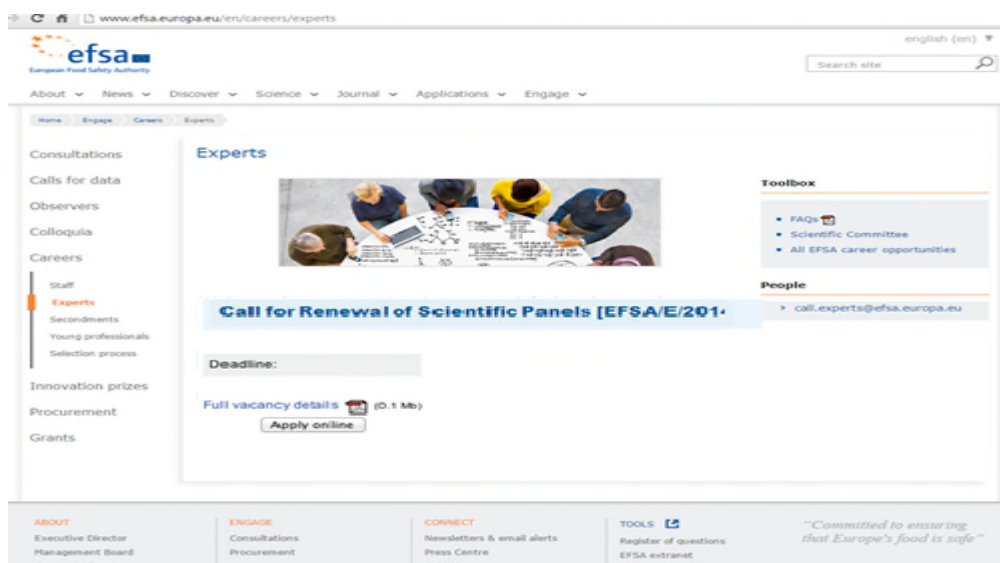 www.efsa.europa.eu/en/careers/experts
english (en)
efsa
European Food Safety Authority
Search site
About News Discover Science Journal Applications Engage
Home Engage Careers Experts
Consultations
Calls for data
Observers
Colloquia
Careers
Staff
Experts
Secondments
Young professionals
Selection process
Innovation prizes
Procurement
Grants
Experts
Call for Renewal of Scientific Panels [EFSA/E/2014
Deadline:
Full vacancy details (0.1 Mb)
Apply online
Toolbox
FAQs
Scientific Committee
All EFSA career opportunities
People
call.experts@efsa.europa.eu
ABOUT
Executive Director
Management Board
ENGAGE
Consultations
Procurement
CONNECT
Newsletters & email alerts
Press Centre
TOOLS
Register of questions
EFSA extranet
"Committed to ensuring
that Europe's food is safe"